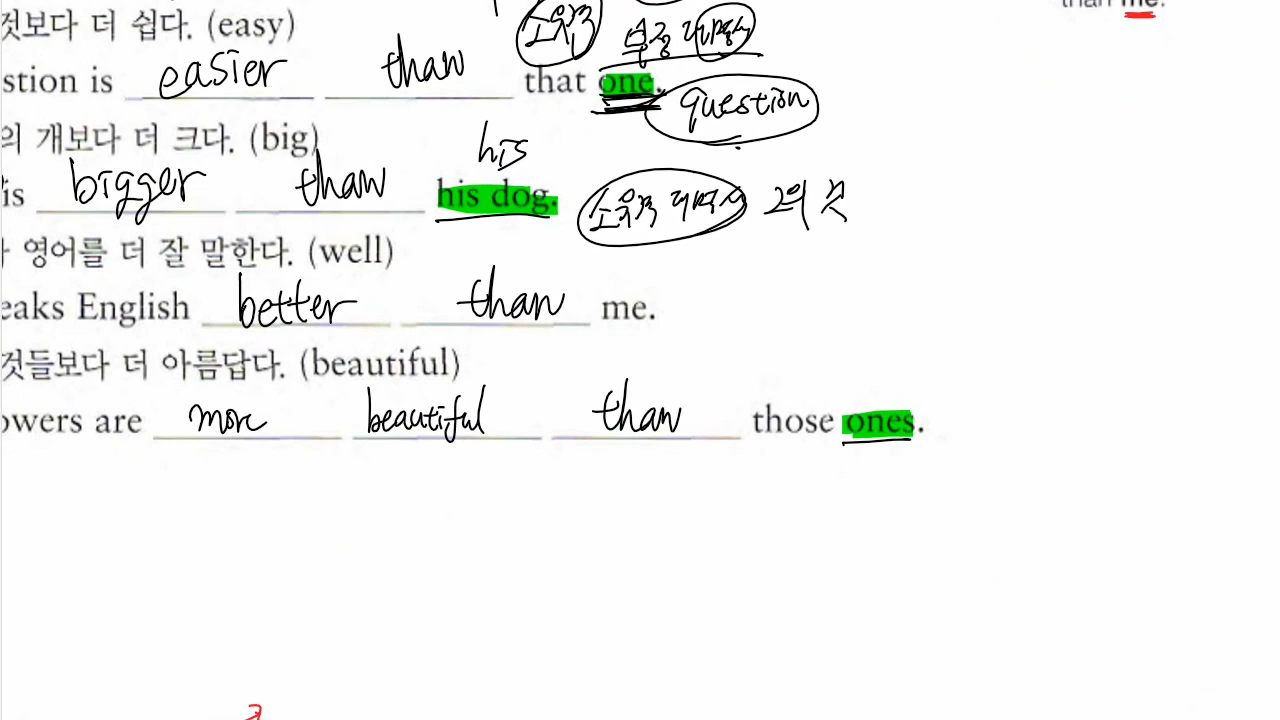 than me.
것보다 더 쉽다. (easy)
소유격 부정 대명사
stion is easier than that one.
question
의 개보다 더 크다. (big)
his
is bigger than his dog. 소유격 대명사 그의 것
영어를 더 잘 말한다. (well)
eaks English better than me.
것들보다 더 아름답다. (beautiful)
owers are more beautiful than those ones.